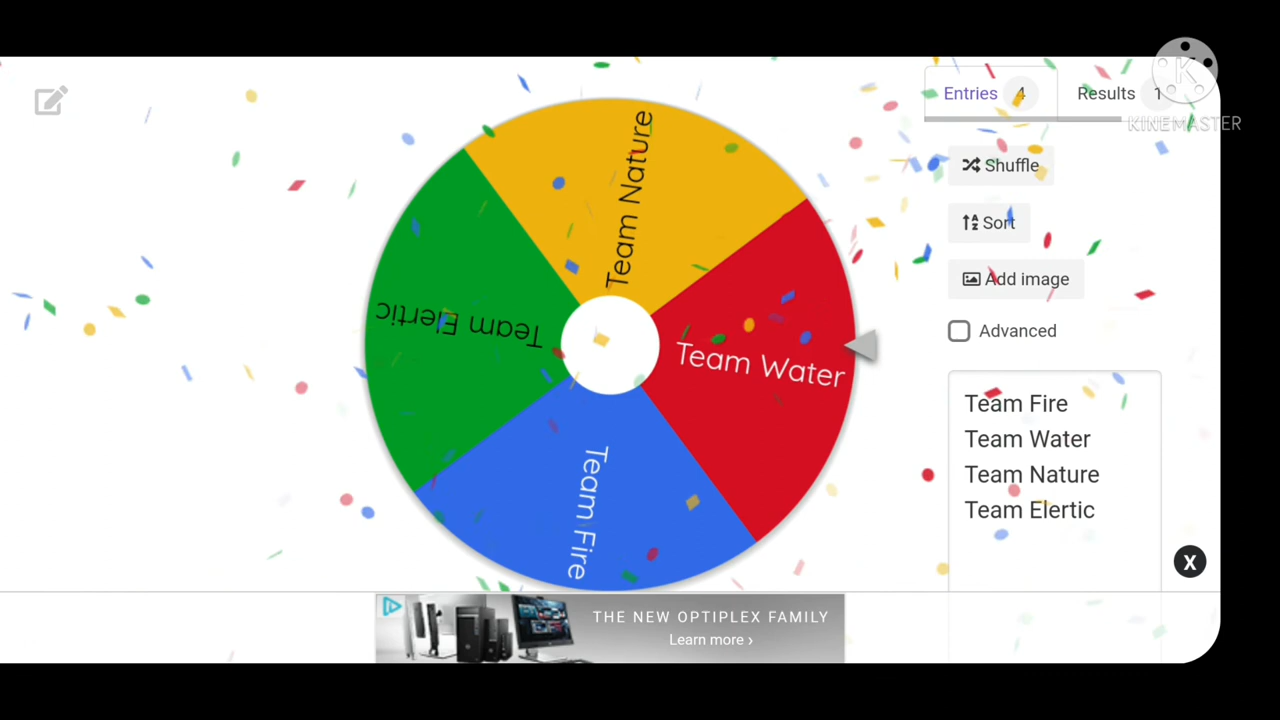 Entries 4
Results 1
K
KINEMASTER
Shuffle
Sort
Add image
Advanced
Team Nature
Team Water
Team Fire
Team Elertic
Team Fire
Team Water
Team Nature
Team Elertic
X
THE NEW OPTIPLEX FAMILY
Learn more ›